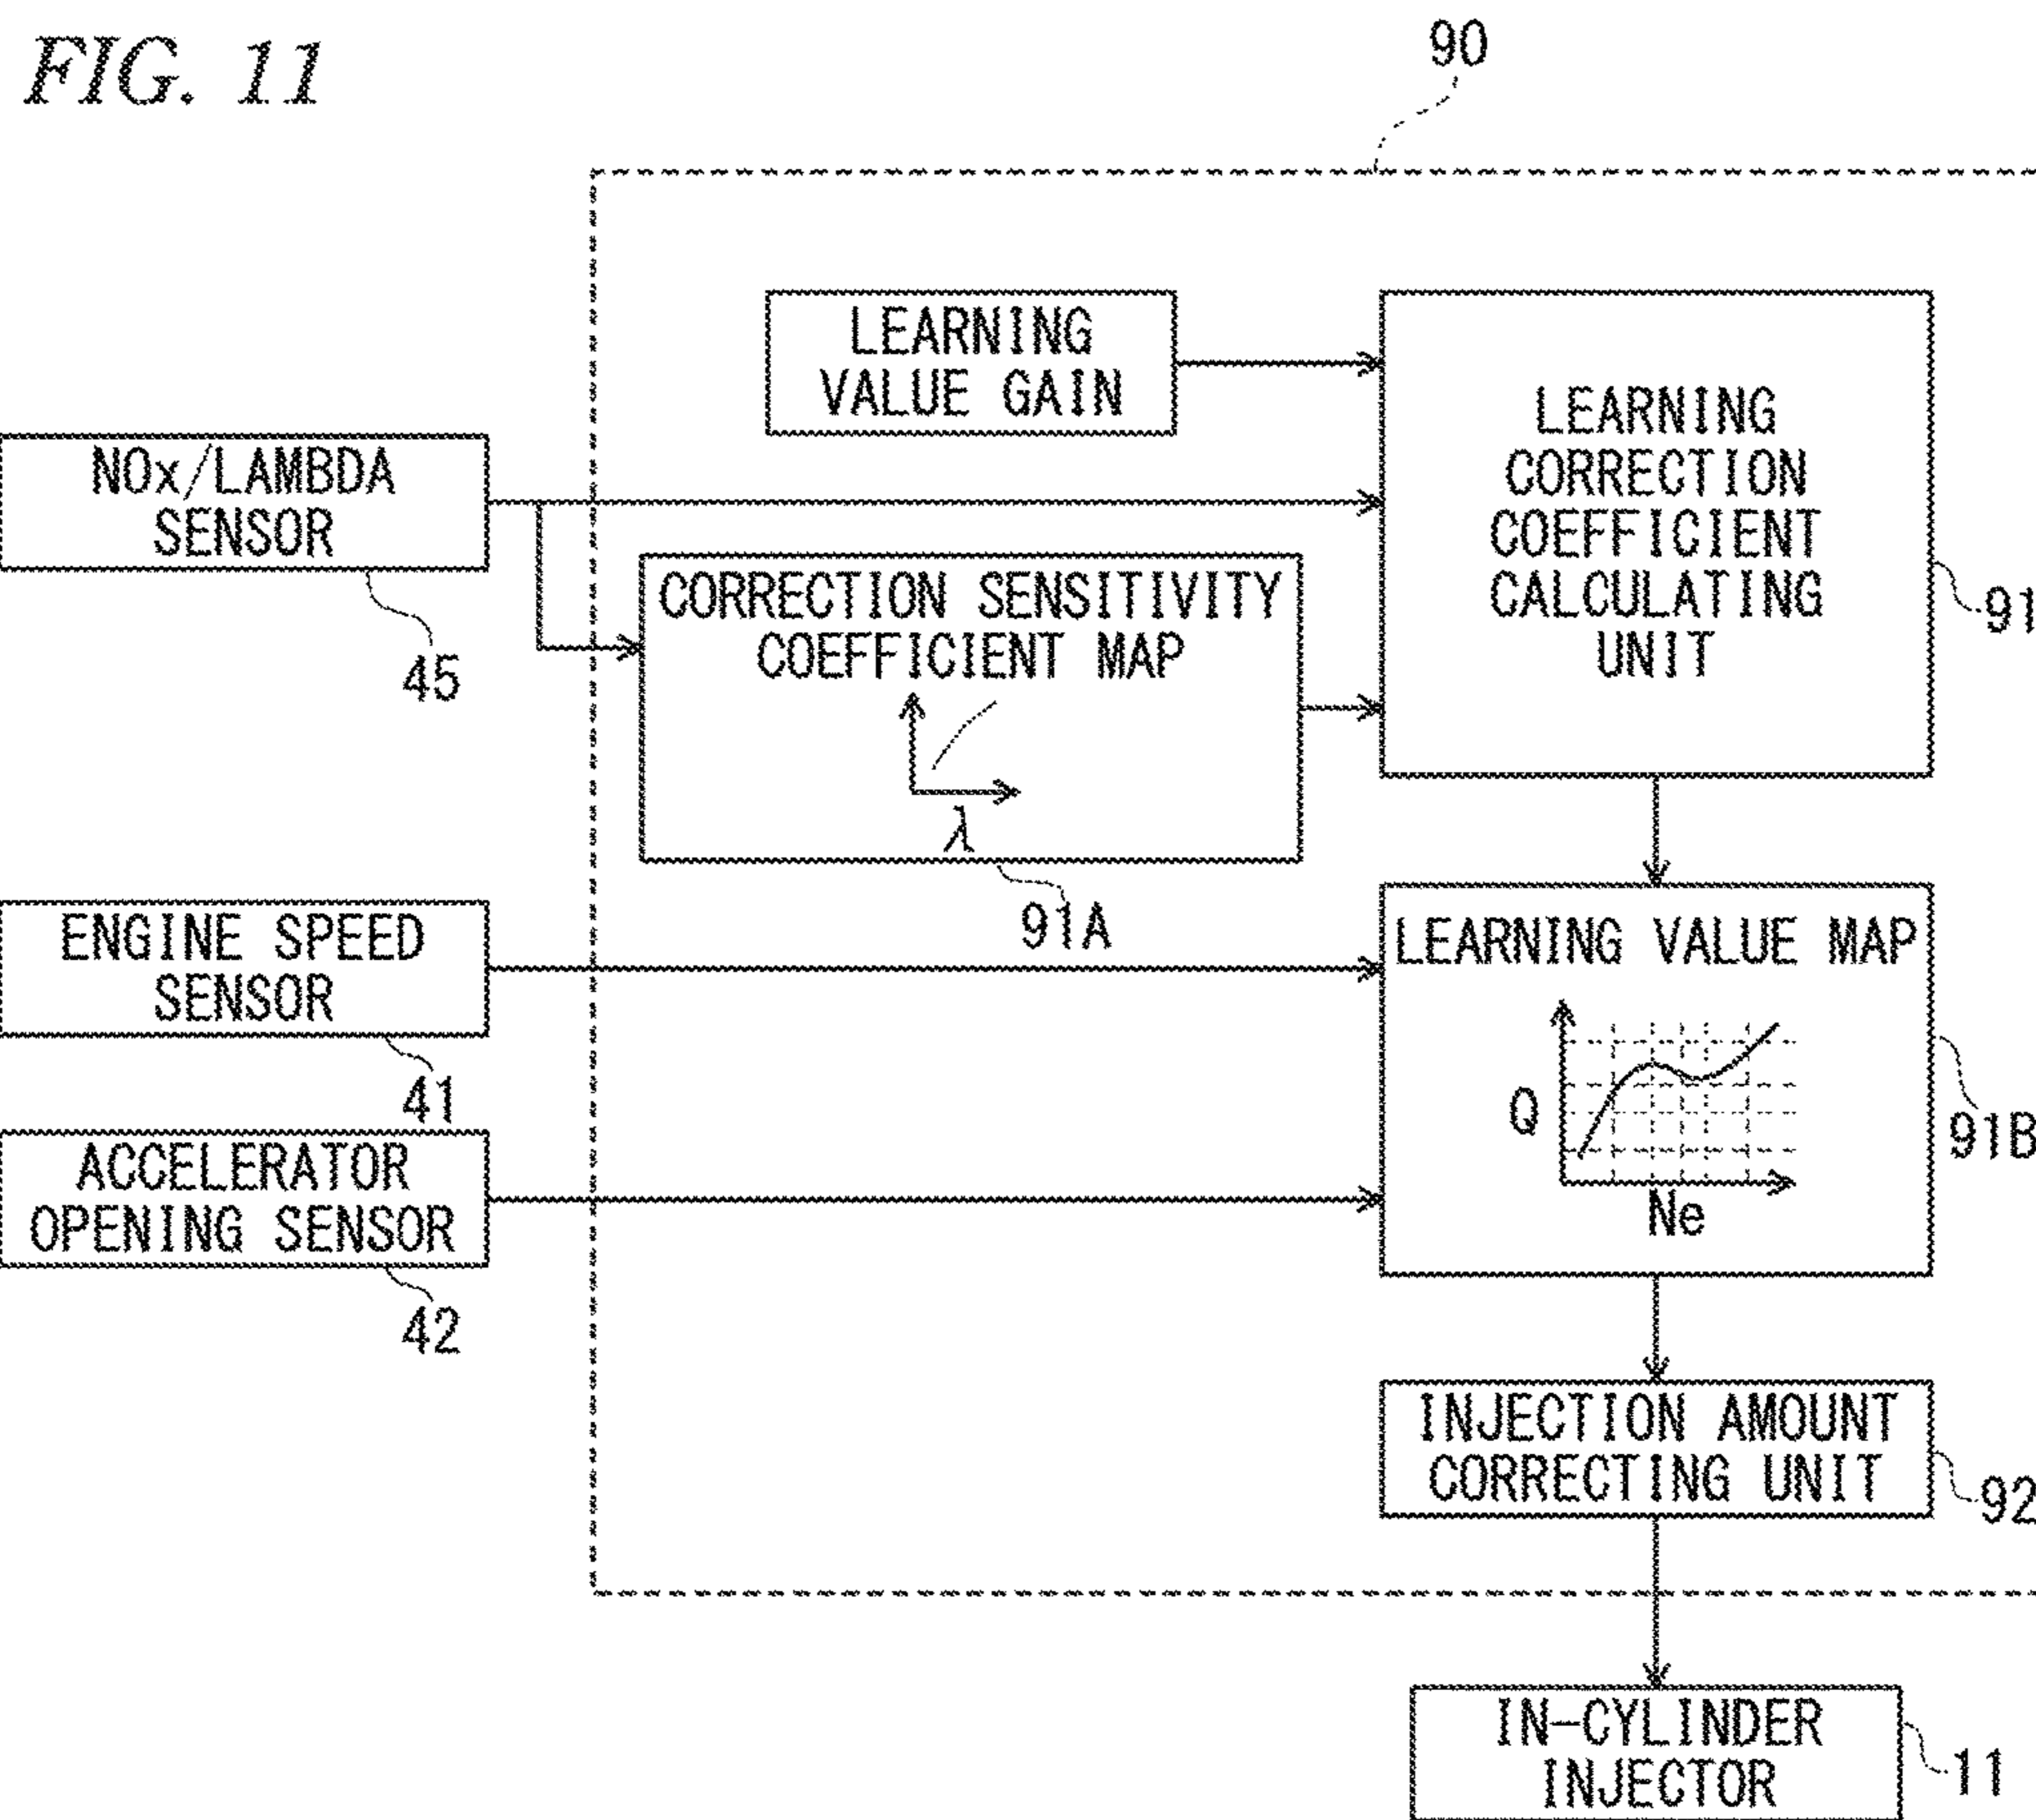 FIG. 11
90
LEARNING
VALUE GAIN
LEARNING
CORRECTION
COEFFICIENT
CALCULATING
UNIT
91
NOx/LAMBDA
SENSOR
45
CORRECTION SENSITIVITY
COEFFICIENT MAP
λ
91A
ENGINE SPEED
SENSOR
41
LEARNING VALUE MAP
Q
Ne
91B
ACCELERATOR
OPENING SENSOR
42
INJECTION AMOUNT
CORRECTING UNIT
92
IN-CYLINDER
INJECTOR
11